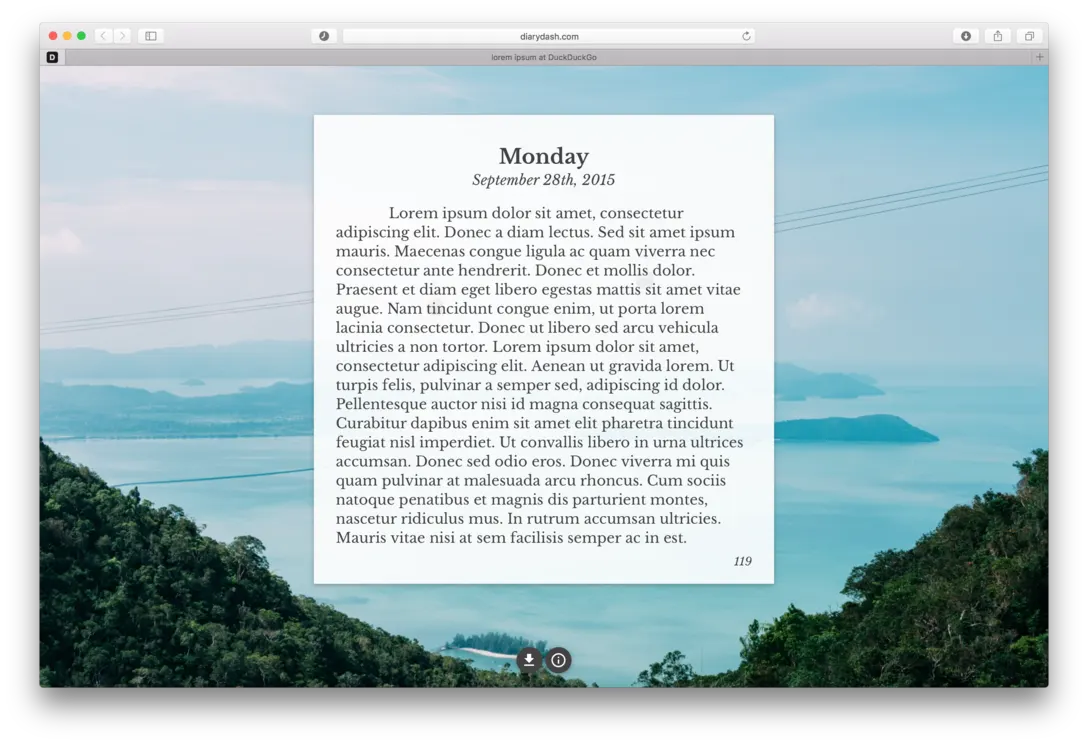 diarydash.com
D
lorem ipsum at DuckDuckGo
Monday
September 28th, 2015
Lorem ipsum dolor sit amet, consectetur
adipiscing elit. Donec a diam lectus. Sed sit amet ipsum
mauris. Maecenas congue ligula ac quam viverra nec
consectetur ante hendrerit. Donec et mollis dolor.
Praesent et diam eget libero egestas mattis sit amet vitae
augue. Nam tincidunt congue enim, ut porta lorem
lacinia consectetur. Donec ut libero sed arcu vehicula
ultricies a non tortor. Lorem ipsum dolor sit amet,
consectetur adipiscing elit. Aenean ut gravida lorem. Ut
turpis felis, pulvinar a semper sed, adipiscing id dolor.
Pellentesque auctor nisi id magna consequat sagittis.
Curabitur dapibus enim sit amet elit pharetra tincidunt
feugiat nisl imperdiet. Ut convallis libero in urna ultrices
accumsan. Donec sed odio eros. Donec viverra mi quis
quam pulvinar at malesuada arcu rhoncus. Cum sociis
natoque penatibus et magnis dis parturient montes,
nascetur ridiculus mus. In rutrum accumsan ultricies.
Mauris vitae nisi at sem facilisis semper ac in est.
119